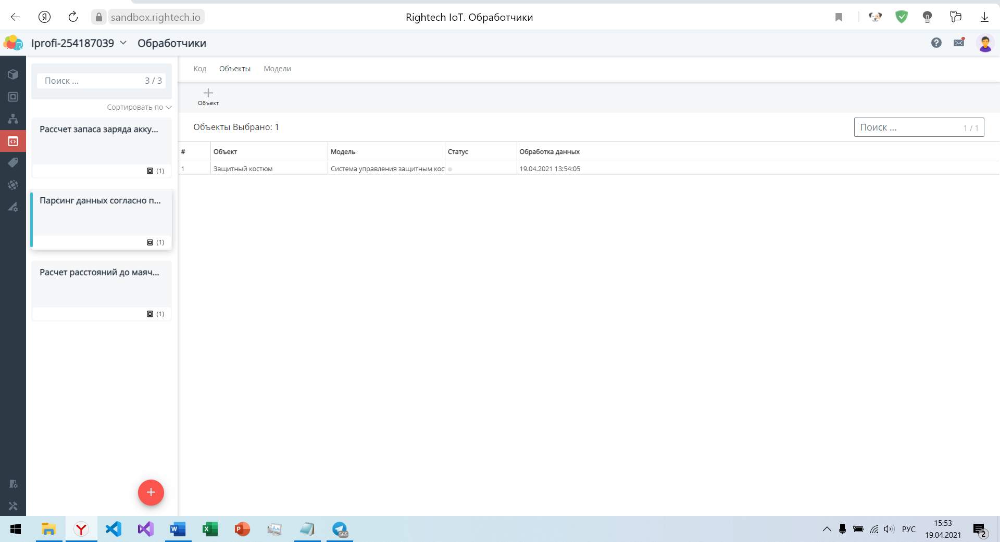 sandbox.rightech.io
Rightech IoT. Обработчики
Iprofi-254187039
Обработчики
Поиск ...
3 / 3
Сортировать по
Рассчет запаса заряда акку...
(1)
Парсинг данных согласно п...
(1)
Расчет расстояний до маяч...
(1)
Код
Объекты
Модели
Объект
Объекты Выбрано: 1
Поиск ...
1 / 1
# Объект Модель Статус Обработка данных
1 Защитный костюм Система управления защитным кос 19.04.2021 13:54:05
565
РУС
15:53
19.04.2021
2